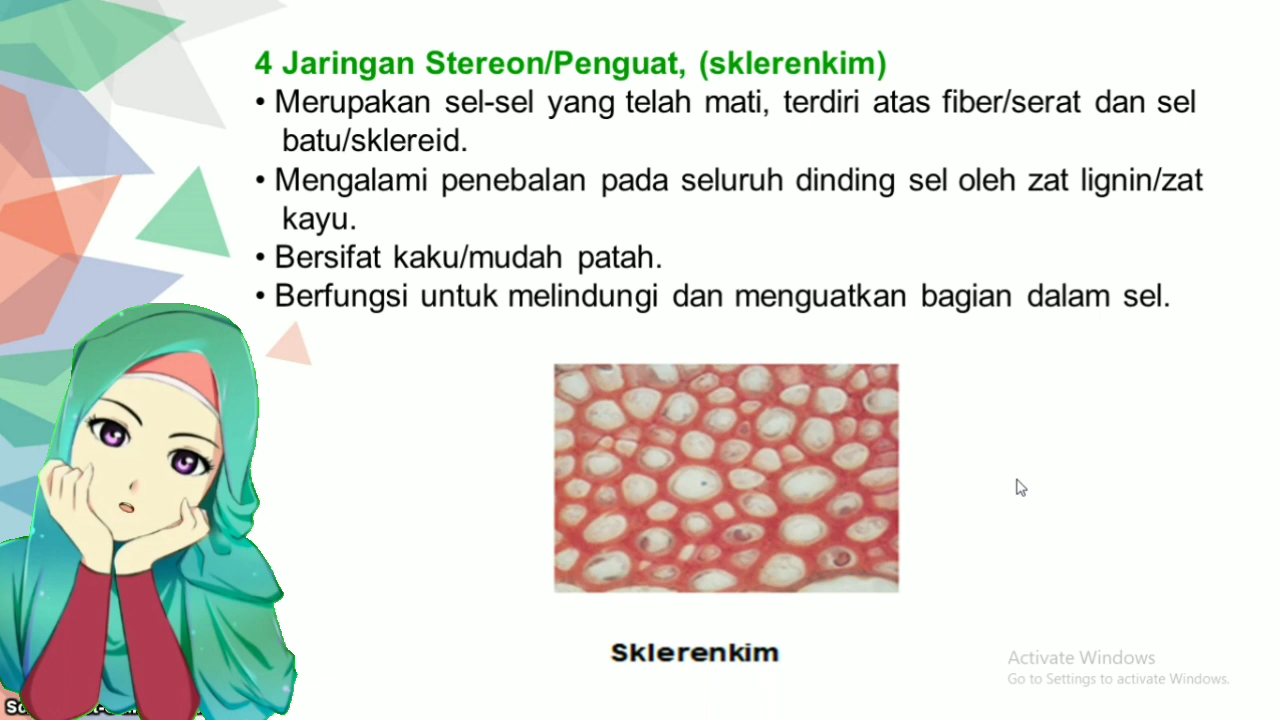 4 Jaringan Stereon/Penguat, (sklerenkim)
• Merupakan sel-sel yang telah mati, terdiri atas fiber/serat dan sel
batu/sklereid.
• Mengalami penebalan pada seluruh dinding sel oleh zat lignin/zat
kayu.
• Bersifat kaku/mudah patah.
• Berfungsi untuk melindungi dan menguatkan bagian dalam sel.
Sklerenkim
Activate Windows
Go to Settings to activate Windows.